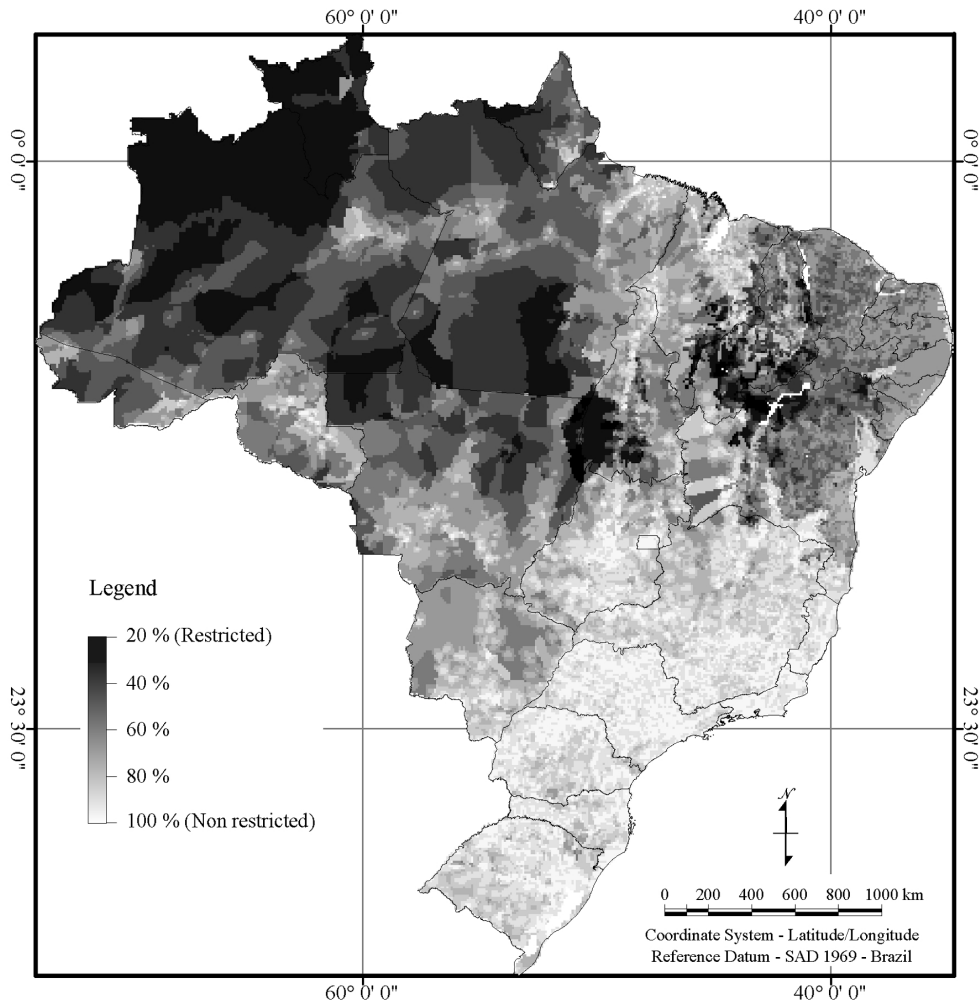 60° 0' 0" 40° 0' 0"
0° 0' 0" 0° 0' 0"
Legend
20 % (Restricted)
40 %
60 %
80 %
100 % (Non restricted)
23° 30' 0" 23° 30' 0"
N
0 200 400 600 800 1000 km
Coordinate System - Latitude/Longitude
Reference Datum - SAD 1969 - Brazil
60° 0' 0" 40° 0' 0"